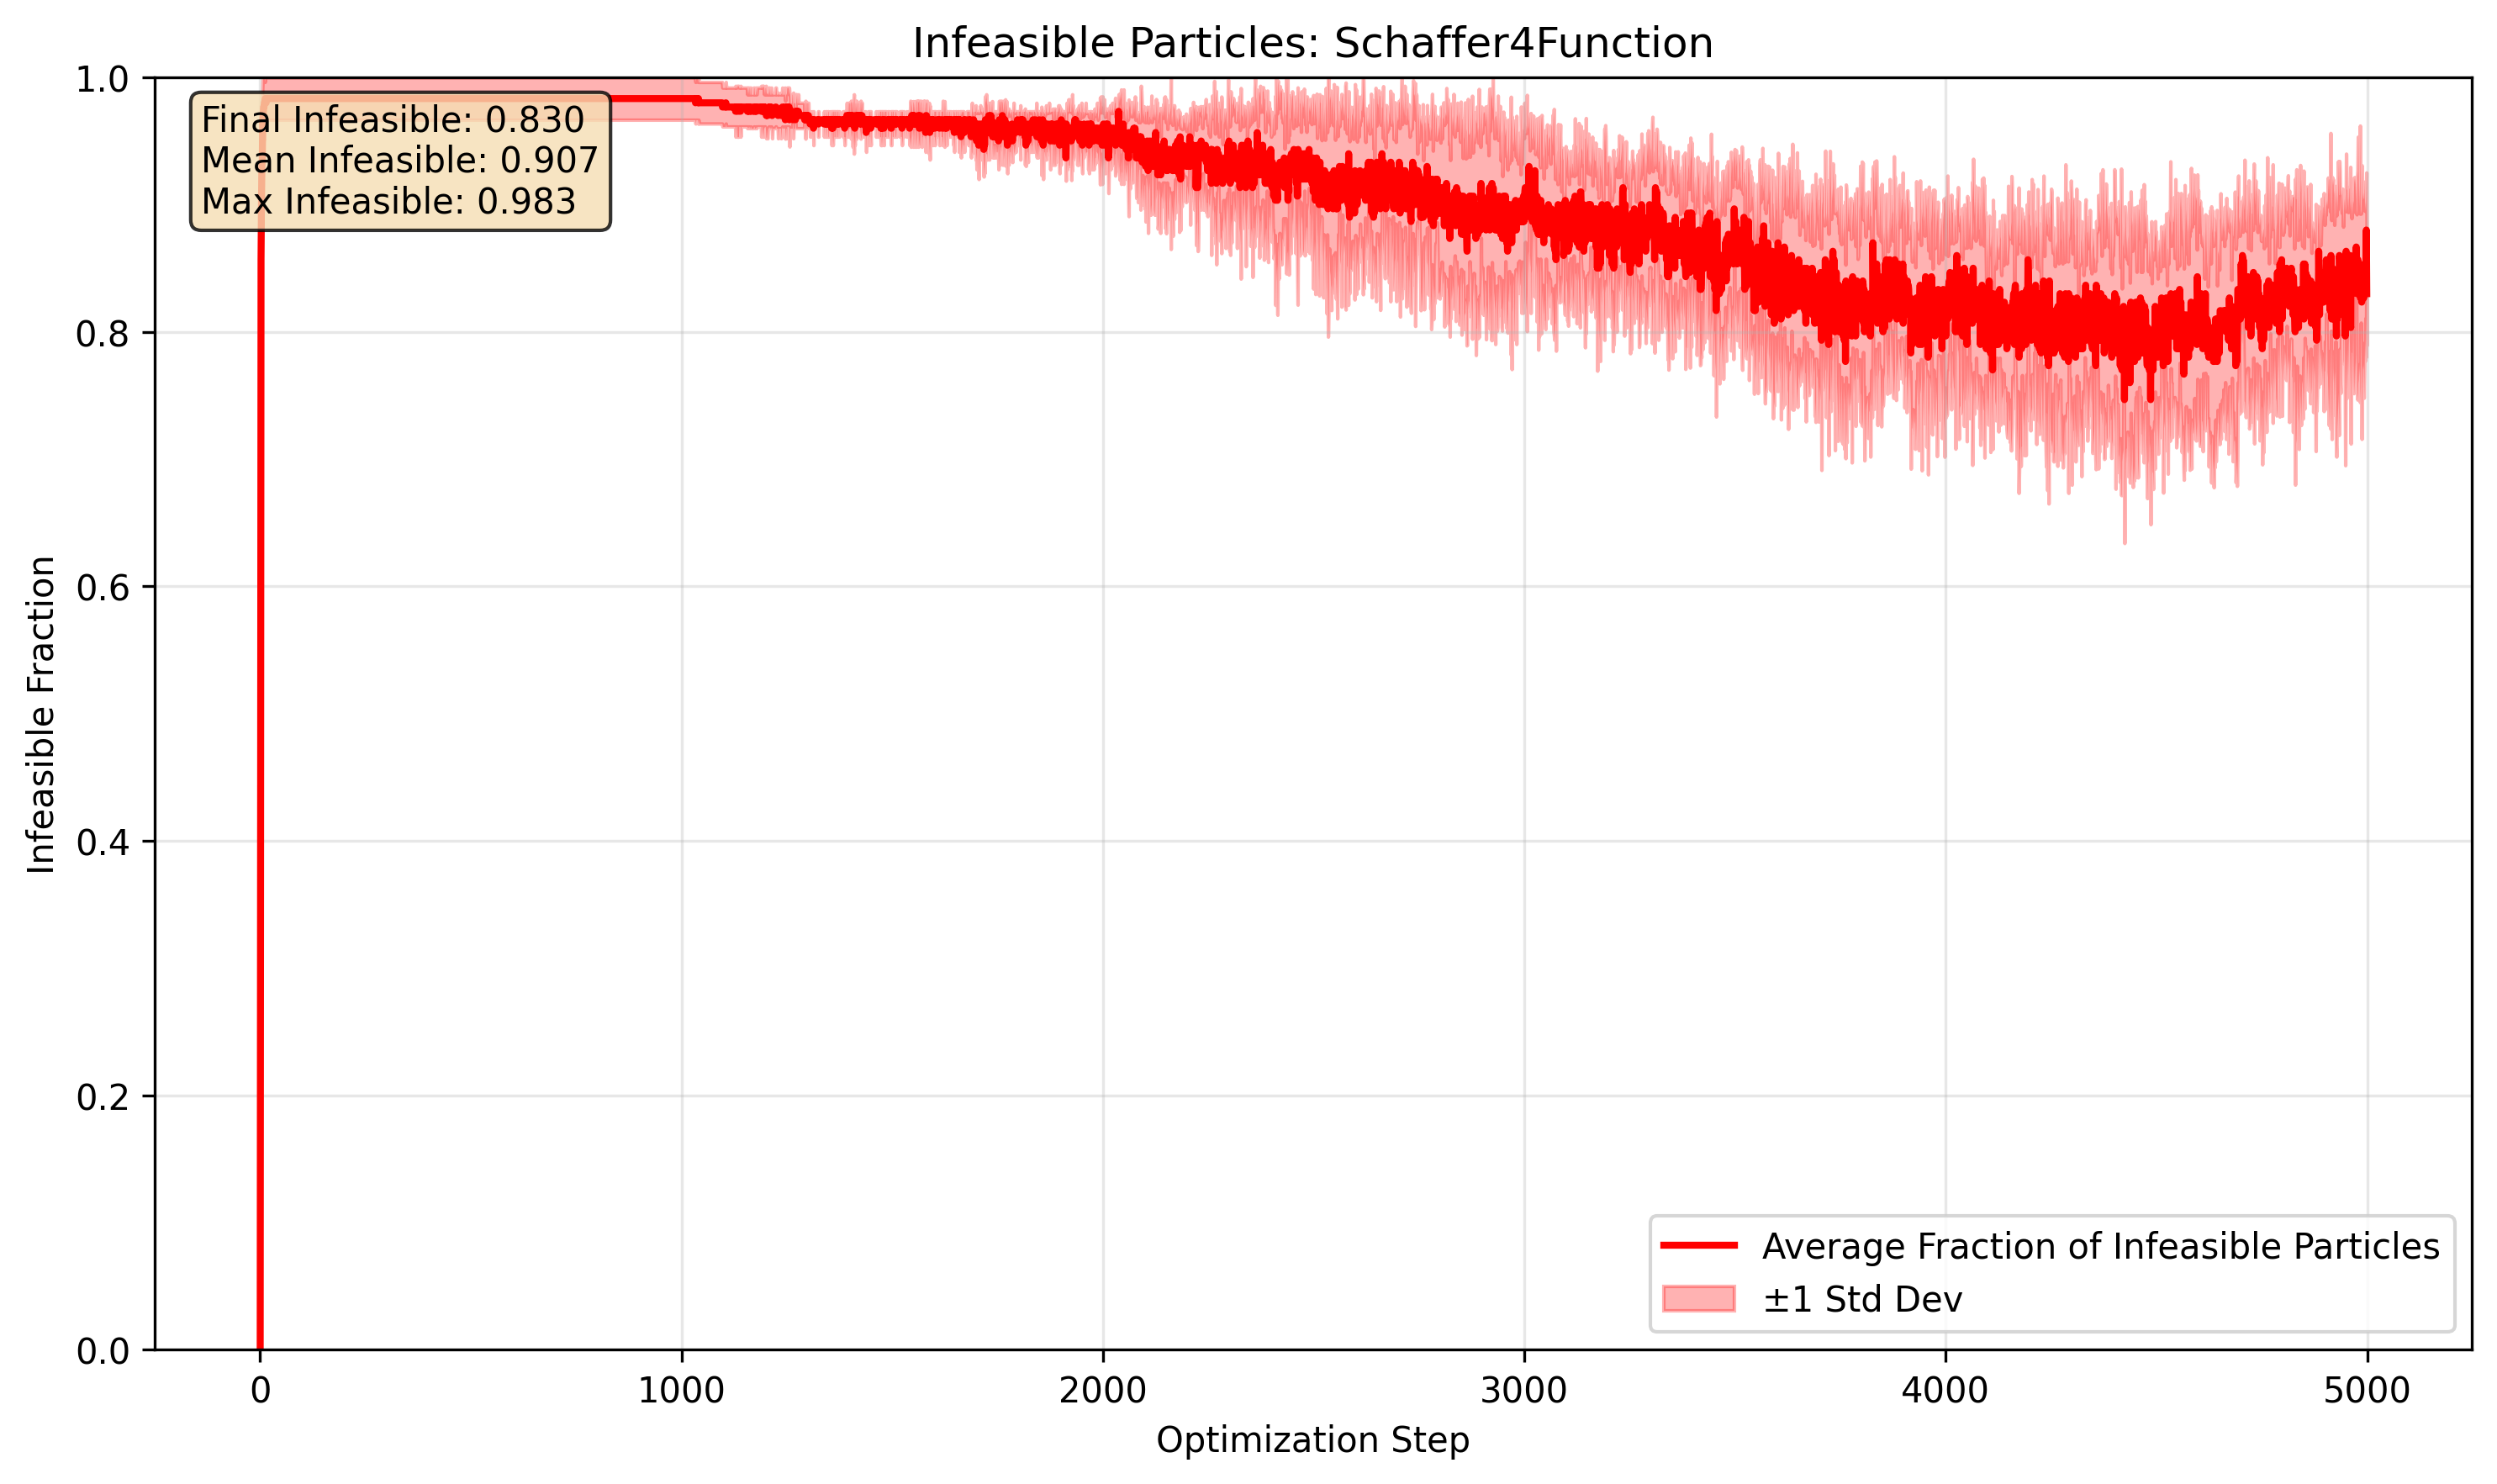 Infeasible Particles: Schaffer4Function
Final Infeasible: 0.830
Mean Infeasible: 0.907
Max Infeasible: 0.983
1.0
0.8
0.6
0.4
0.2
0.0
Infeasible Fraction
Average Fraction of Infeasible Particles
±1 Std Dev
0 1000 2000 3000 4000 5000
Optimization Step